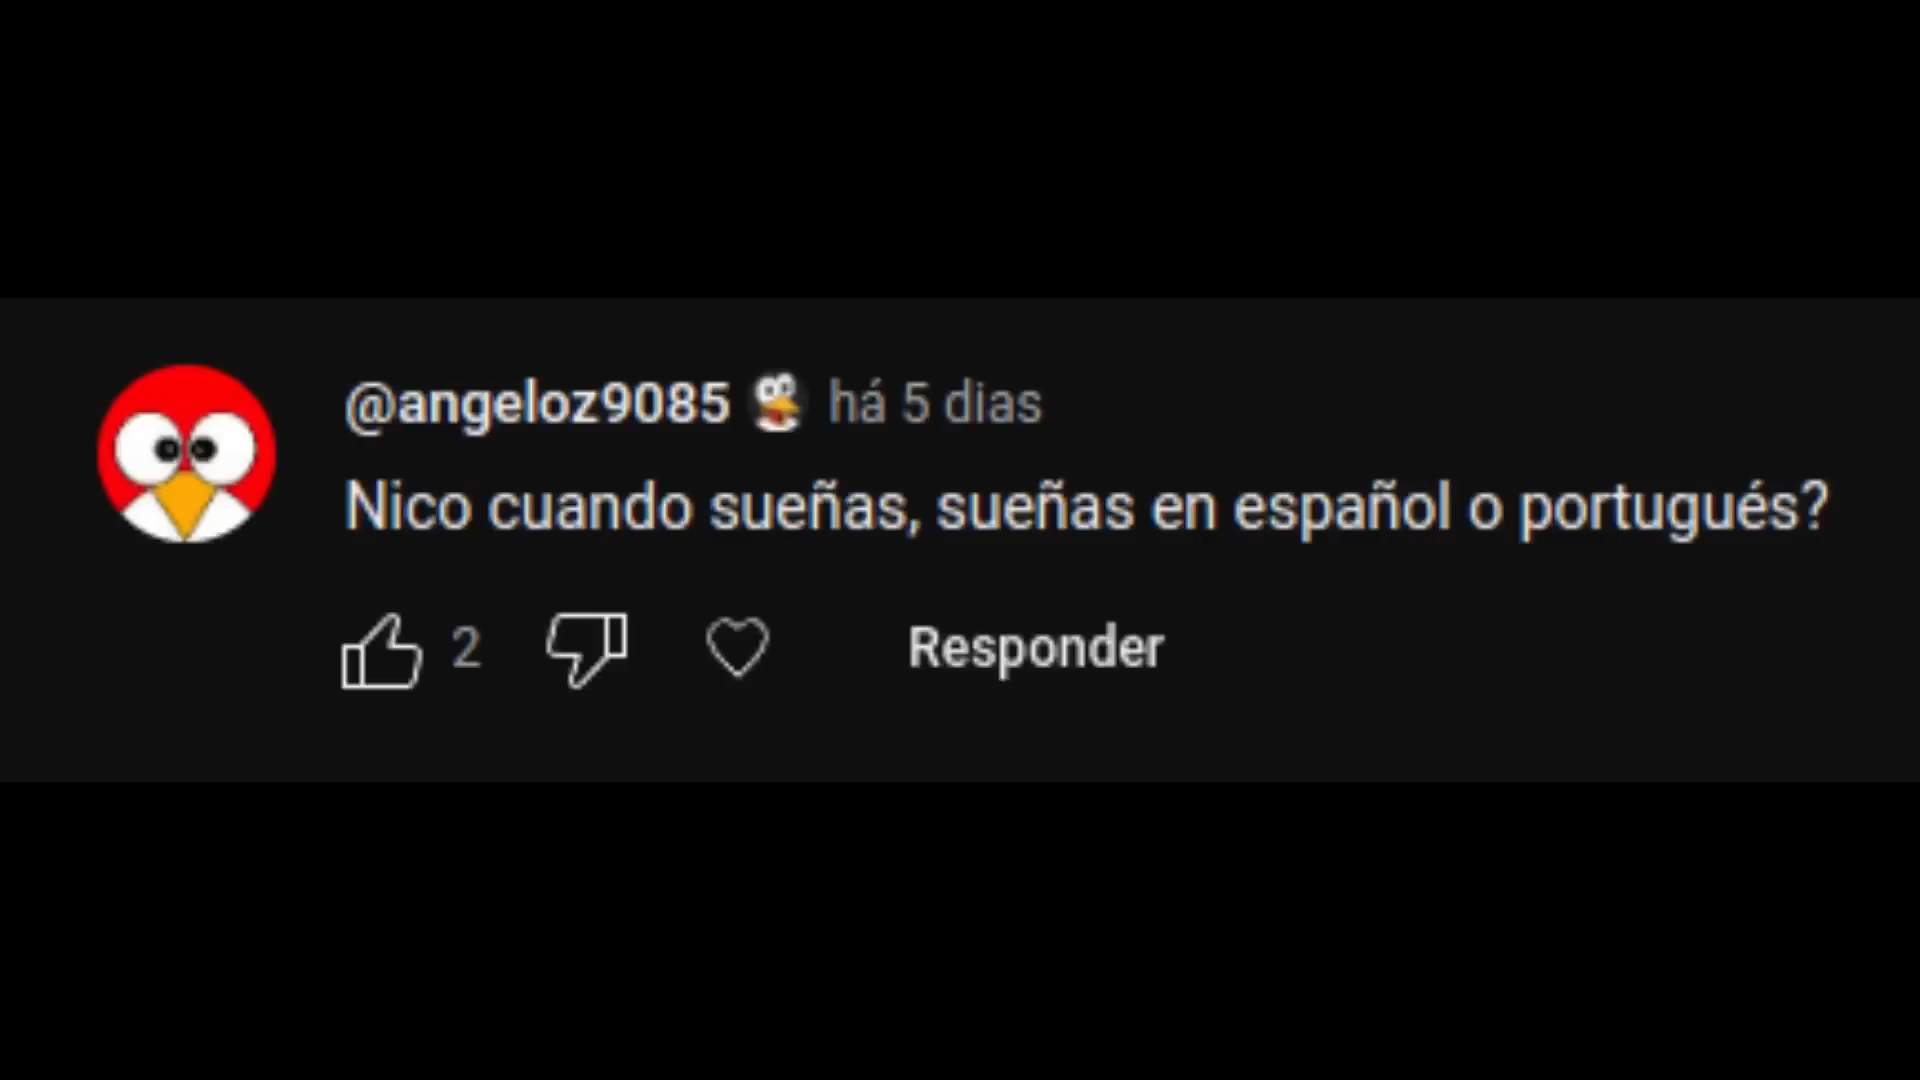 @angeloz9085 há 5 dias
Nico cuando sueñas, sueñas en español o portugués?
2 Responder